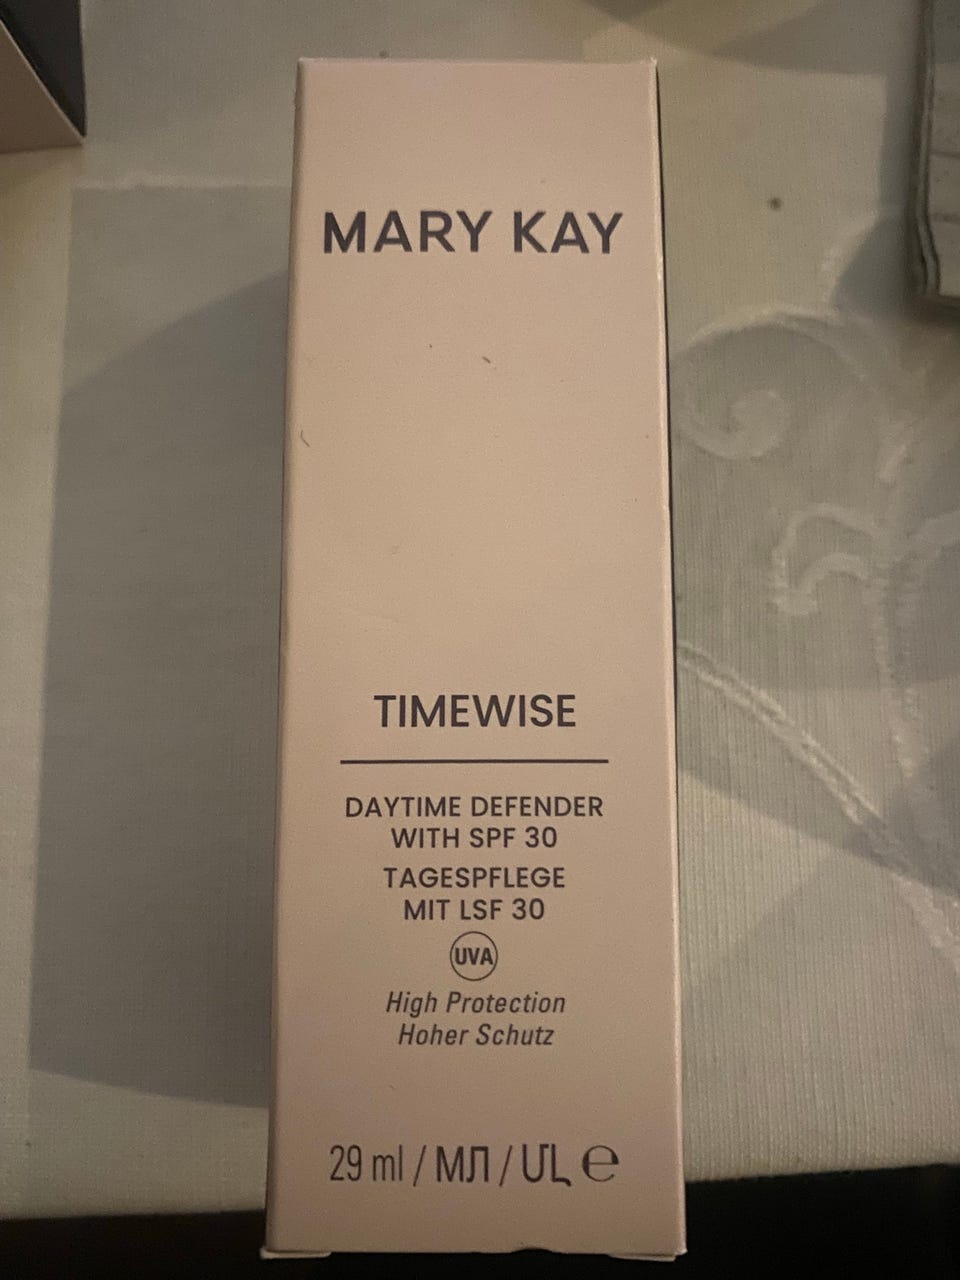 MARY KAY
TIMEWISE
DAYTIME DEFENDER
WITH SPF 30
TAGESPFLEGE
MIT LSF 30
UVA
High Protection
Hoher Schutz
29 ml / МЛ / ՄԼ ℮